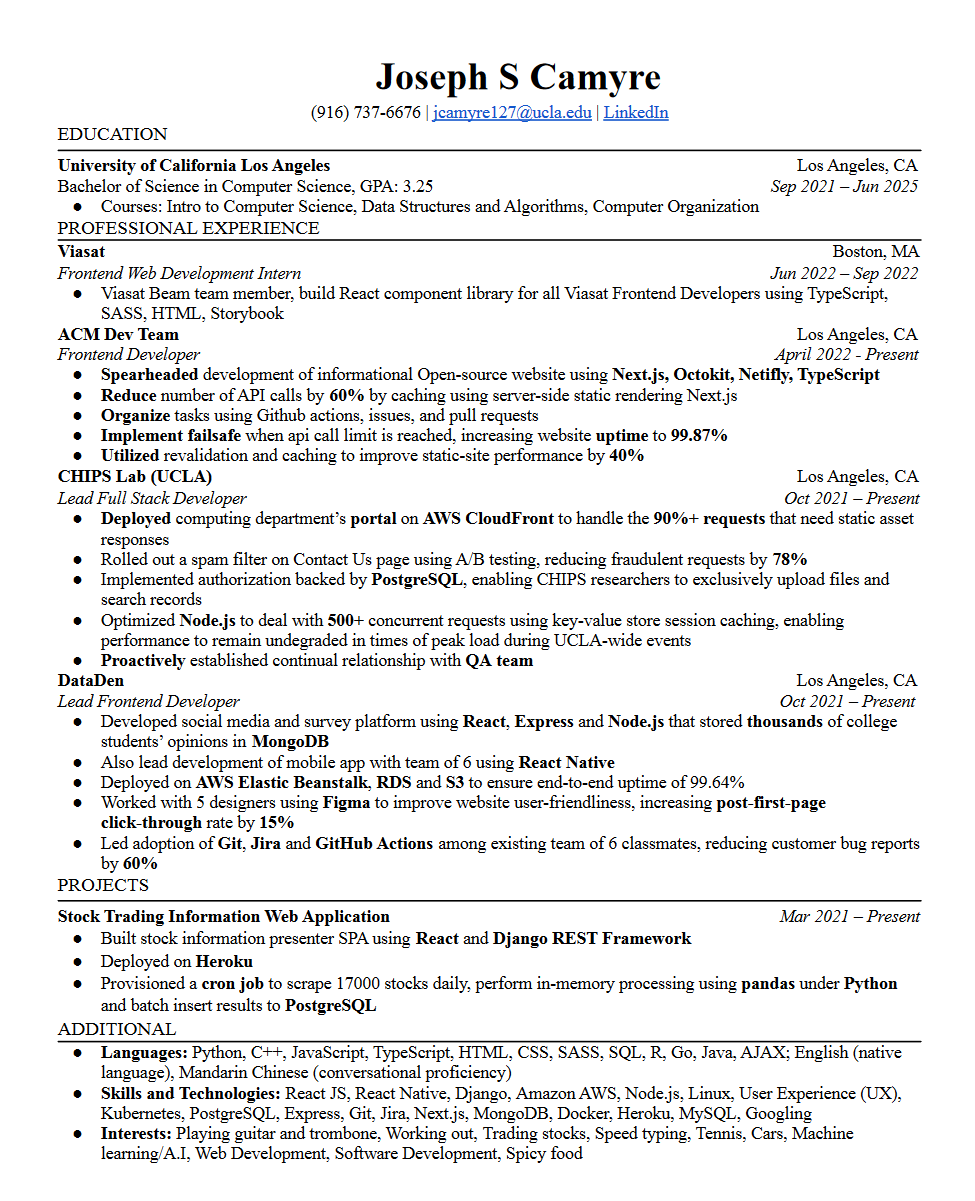 Joseph S Camyre
(916) 737-6676 | jcamyre127@ucla.edu | LinkedIn
EDUCATION
University of California Los Angeles Los Angeles, CA
Bachelor of Science in Computer Science, GPA: 3.25 Sep 2021 – Jun 2025
● Courses: Intro to Computer Science, Data Structures and Algorithms, Computer Organization
PROFESSIONAL EXPERIENCE
Viasat Boston, MA
Frontend Web Development Intern Jun 2022 – Sep 2022
● Viasat Beam team member, build React component library for all Viasat Frontend Developers using TypeScript,
SASS, HTML, Storybook
ACM Dev Team Los Angeles, CA
Frontend Developer April 2022 - Present
● Spearheaded development of informational Open-source website using Next.js, Octokit, Netifly, TypeScript
● Reduce number of API calls by 60% by caching using server-side static rendering Next.js
● Organize tasks using Github actions, issues, and pull requests
● Implement failsafe when api call limit is reached, increasing website uptime to 99.87%
● Utilized revalidation and caching to improve static-site performance by 40%
CHIPS Lab (UCLA) Los Angeles, CA
Lead Full Stack Developer Oct 2021 – Present
● Deployed computing department’s portal on AWS CloudFront to handle the 90%+ requests that need static asset
responses
● Rolled out a spam filter on Contact Us page using A/B testing, reducing fraudulent requests by 78%
● Implemented authorization backed by PostgreSQL, enabling CHIPS researchers to exclusively upload files and
search records
● Optimized Node.js to deal with 500+ concurrent requests using key-value store session caching, enabling
performance to remain undegraded in times of peak load during UCLA-wide events
● Proactively established continual relationship with QA team
DataDen Los Angeles, CA
Lead Frontend Developer Oct 2021 – Present
● Developed social media and survey platform using React, Express and Node.js that stored thousands of college
students’ opinions in MongoDB
● Also lead development of mobile app with team of 6 using React Native
● Deployed on AWS Elastic Beanstalk, RDS and S3 to ensure end-to-end uptime of 99.64%
● Worked with 5 designers using Figma to improve website user-friendliness, increasing post-first-page
click-through rate by 15%
● Led adoption of Git, Jira and GitHub Actions among existing team of 6 classmates, reducing customer bug reports
by 60%
PROJECTS
Stock Trading Information Web Application Mar 2021 – Present
● Built stock information presenter SPA using React and Django REST Framework
● Deployed on Heroku
● Provisioned a cron job to scrape 17000 stocks daily, perform in-memory processing using pandas under Python
and batch insert results to PostgreSQL
ADDITIONAL
● Languages: Python, C++, JavaScript, TypeScript, HTML, CSS, SASS, SQL, R, Go, Java, AJAX; English (native
language), Mandarin Chinese (conversational proficiency)
● Skills and Technologies: React JS, React Native, Django, Amazon AWS, Node.js, Linux, User Experience (UX),
Kubernetes, PostgreSQL, Express, Git, Jira, Next.js, MongoDB, Docker, Heroku, MySQL, Googling
● Interests: Playing guitar and trombone, Working out, Trading stocks, Speed typing, Tennis, Cars, Machine
learning/A.I, Web Development, Software Development, Spicy food